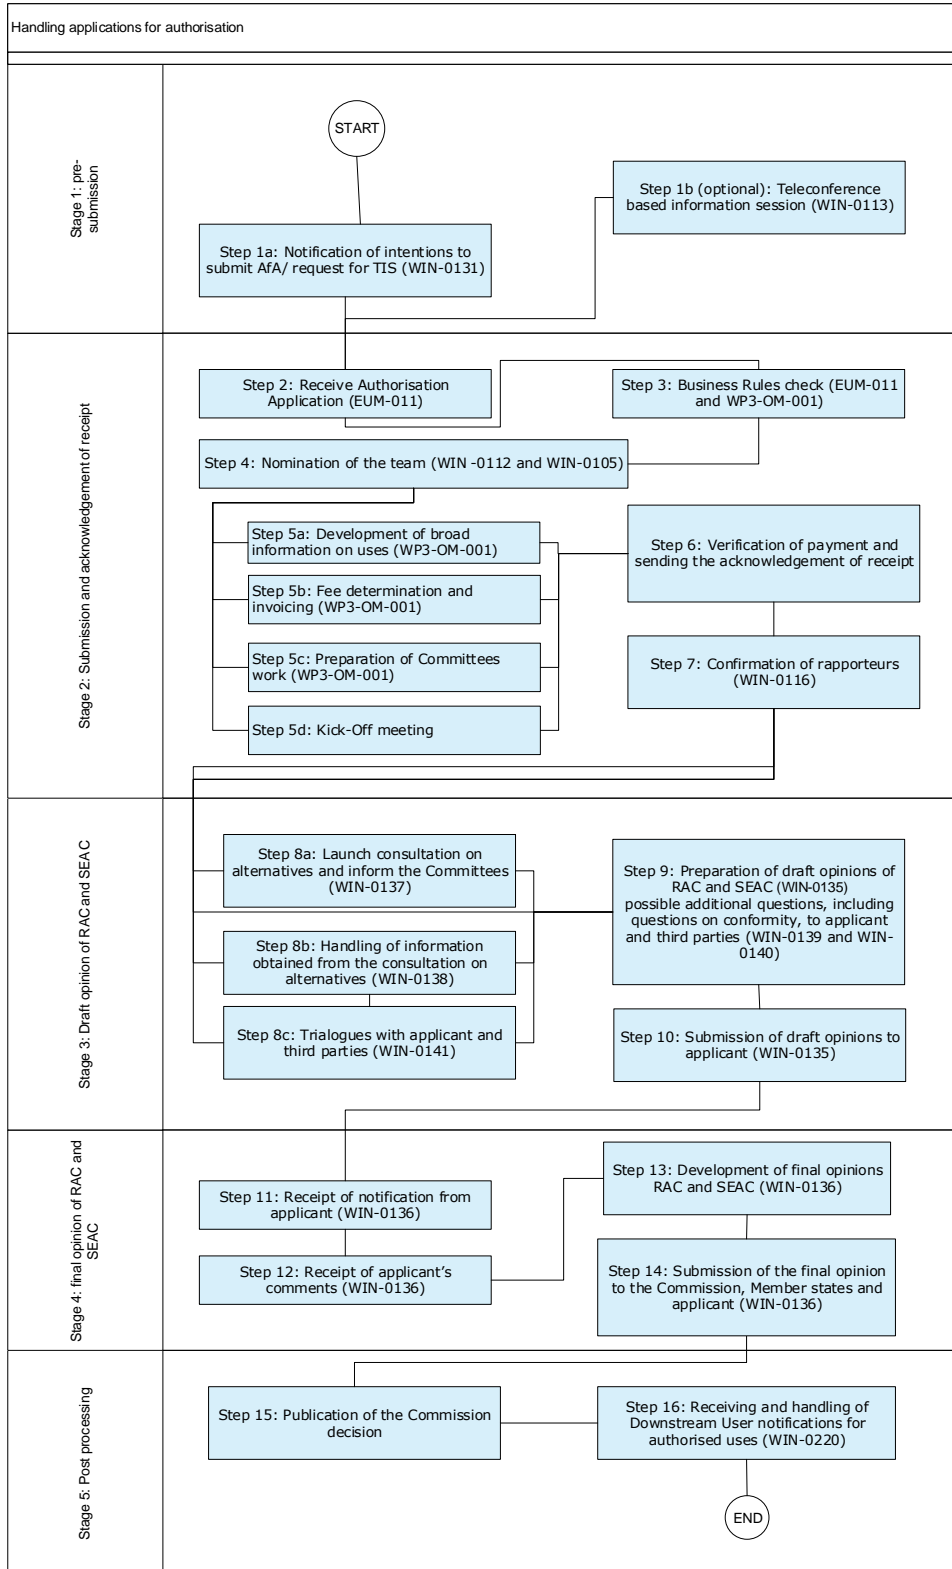 Handling applications for authorisation
Stage 1: pre-
submission
START
Step 1b (optional): Teleconference
based information session (WIN-0113)
Step 1a: Notification of intentions to
submit AfA/ request for TIS (WIN-0131)
Stage 2: Submission and acknowledgement of receipt
Step 2: Receive Authorisation
Application (EUM-011)
Step 3: Business Rules check (EUM-011
and WP3-OM-001)
Step 4: Nomination of the team (WIN -0112 and WIN-0105)
Step 5a: Development of broad
information on uses (WP3-OM-001)
Step 6: Verification of payment and
sending the acknowledgement of receipt
Step 5b: Fee determination and
invoicing (WP3-OM-001)
Step 5c: Preparation of Committees
work (WP3-OM-001)
Step 7: Confirmation of rapporteurs
(WIN-0116)
Step 5d: Kick-Off meeting
Stage 3: Draft opinion of RAC and SEAC
Step 8a: Launch consultation on
alternatives and inform the Committees
(WIN-0137)
Step 9: Preparation of draft opinions of
RAC and SEAC (WIN-0135)
possible additional questions, including
questions on conformity, to applicant
and third parties (WIN-0139 and WIN-
0140)
Step 8b: Handling of information
obtained from the consultation on
alternatives (WIN-0138)
Step 8c: Trialogues with applicant and
third parties (WIN-0141)
Step 10: Submission of draft opinions to
applicant (WIN-0135)
Stage 4: final opinion of RAC and
SEAC
Step 13: Development of final opinions
RAC and SEAC (WIN-0136)
Step 11: Receipt of notification from
applicant (WIN-0136)
Step 12: Receipt of applicant's
comments (WIN-0136)
Step 14: Submission of the final opinion
to the Commission, Member states and
applicant (WIN-0136)
Stage 5: Post processing
Step 15: Publication of the Commission
decision
Step 16: Receiving and handling of
Downstream User notifications for
authorised uses (WIN-0220)
END